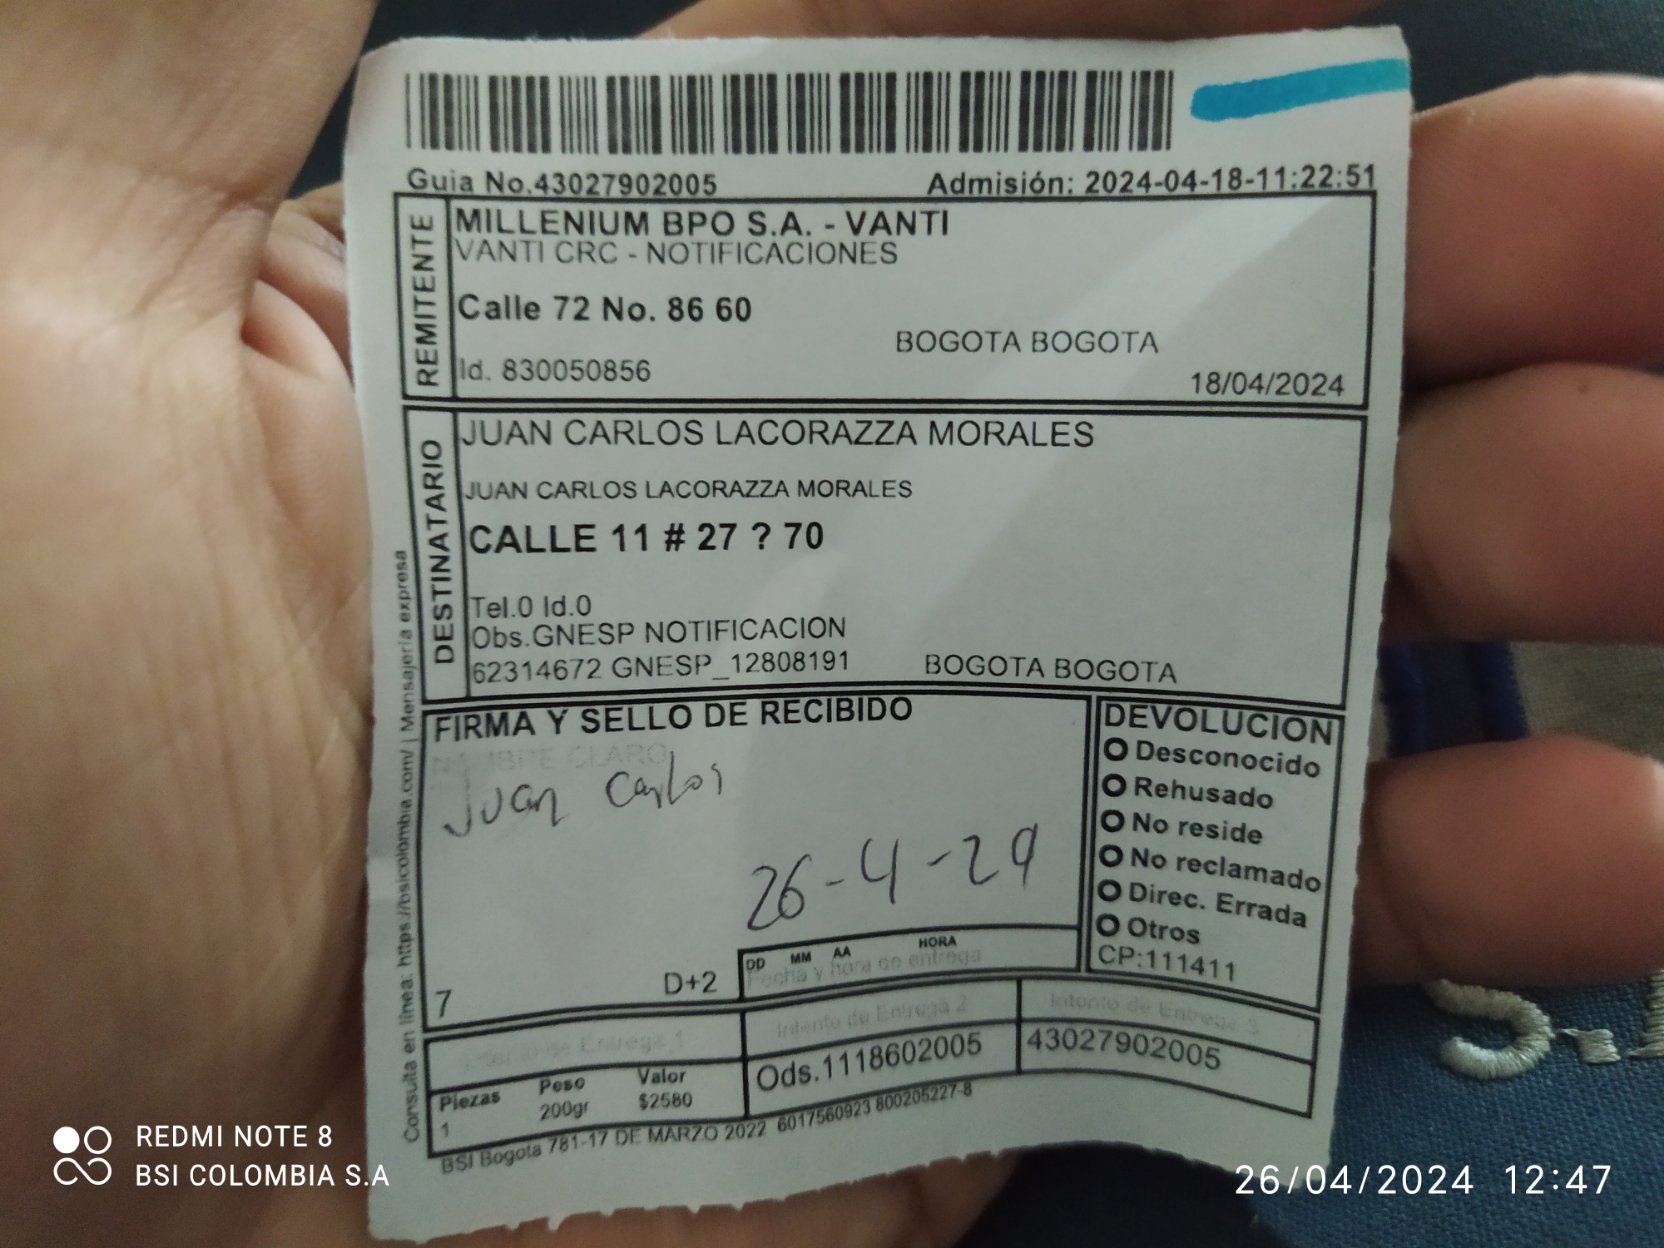 Guia No.43027902005 Admisión: 2024-04-18-11:22:51
REMITENTE
MILLENIUM BPO S.A. - VANTI
VANTI CRC - NOTIFICACIONES
Calle 72 No. 86 60
BOGOTA BOGOTA
Id. 830050856
18/04/2024
DESTINATARIO
JUAN CARLOS LACORAZZA MORALES
JUAN CARLOS LACORAZZA MORALES
CALLE 11 # 27 ? 70
Tel.0 Id.0
Obs.GNESP NOTIFICACION
62314672 GNESP_12808191 BOGOTA BOGOTA
FIRMA Y SELLO DE RECIBIDO
NOMBRE CLARO
Juan Carlos
26-4-24
DD MM AA HORA
Fecha y hora de entrega
7 D+2
DEVOLUCION
Desconocido
Rehusado
No reside
No reclamado
Direc. Errada
Otros
CP:111411
Intento de Entrega 1
Intento de Entrega 2
Intento de Entrega 3
Piezas Peso Valor
1 200gr $2580
Ods.1118602005
43027902005
BSI Bogota 781-17 DE MARZO 2022 6017560923 800205227-8
Consulta en línea: https://bsicolombia.com/ | Mensajería expresa
S.
REDMI NOTE 8
BSI COLOMBIA S.A
26/04/2024 12:47